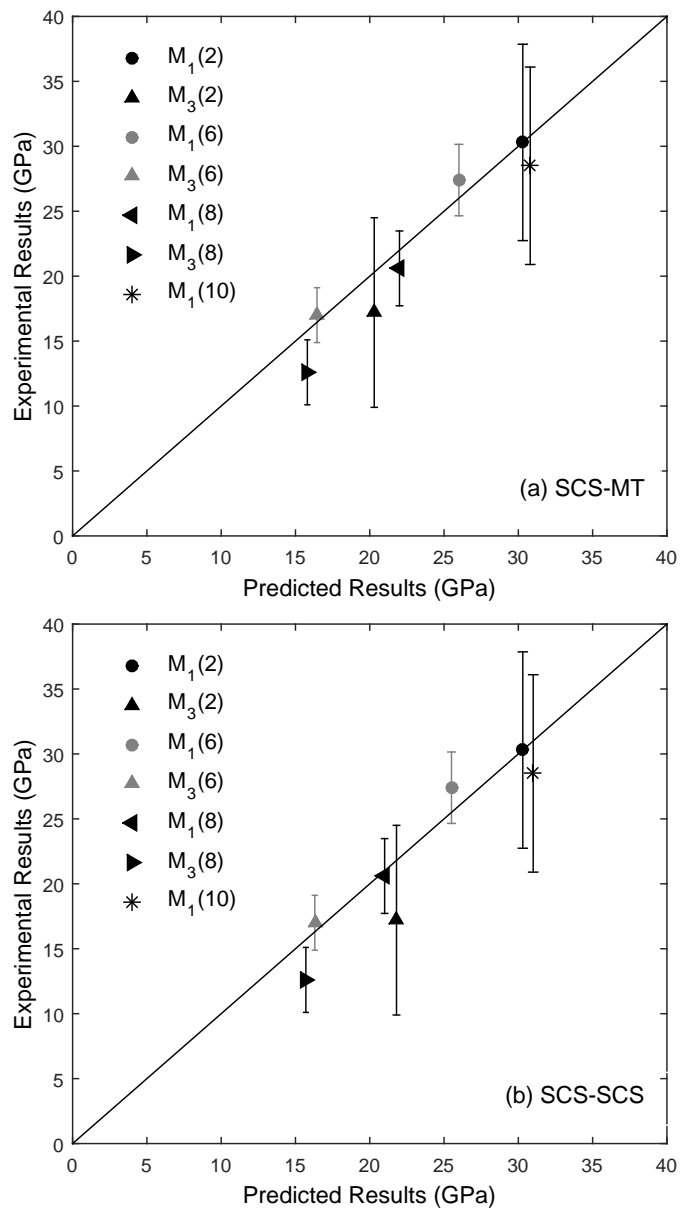 40
35
30
25
20
15
10
5
0
Experimental Results (GPa)
M1(2)
M3(2)
M1(6)
M3(6)
M1(8)
M3(8)
M1(10)
(a) SCS-MT
0 5 10 15 20 25 30 35 40
Predicted Results (GPa)
40
35
30
25
20
15
10
5
0
Experimental Results (GPa)
M1(2)
M3(2)
M1(6)
M3(6)
M1(8)
M3(8)
M1(10)
(b) SCS-SCS
0 5 10 15 20 25 30 35 40
Predicted Results (GPa)